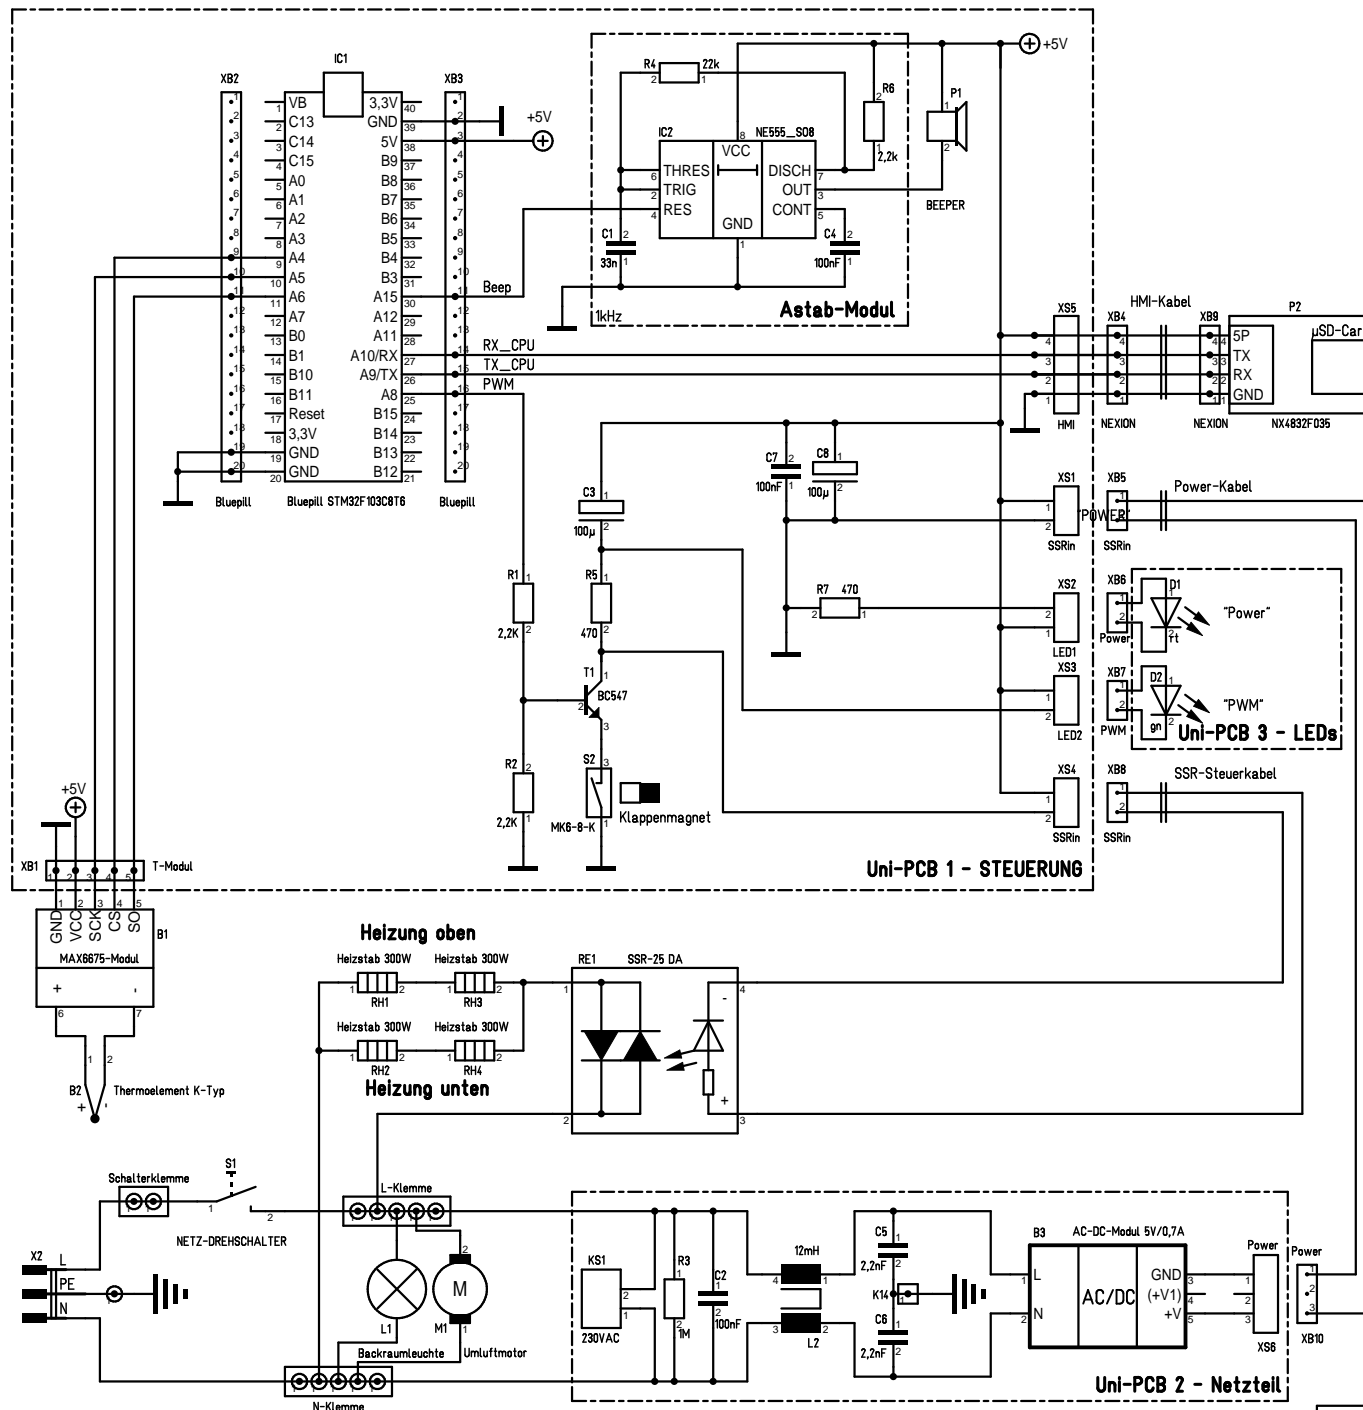 IC1
XB2
XB3
VB
C13
C14
C15
A0
A1
A2
A3
A4
A5
A6
A7
B0
B1
B10
B11
Reset
3,3V
GND
GND
3,3V
GND
5V
B9
B8
B7
B6
B5
B4
B3
A15
A12
A11
A10/RX
A9/TX
A8
B15
B14
B13
B12
Bluepill
Bluepill STM32F103C8T6
Bluepill
+5V
Beep
RX_CPU
TX_CPU
PWM
R4 22k
R6
2,2k
P1
BEEPER
IC2 NE555_SO8
VCC
THRES
TRIG
RES
GND
DISCH
OUT
CONT
C1
33n
C4
100nF
1kHz
Astab-Modul
+5V
XS5
HMI
HMI-Kabel
XB4
NEXION
XB9
NEXION
P2
µSD-Car
5P
TX
RX
GND
NX4832F035
C3
100µ
C7
100nF
C8
100µ
XS1
"POWER"
SSRin
XB5
SSRin
Power-Kabel
R1
2,2K
R5
470
R7 470
XS2
LED1
XB6
Power
D1
rt
"Power"
XS3
LED2
XB7
PWM
D2
gn
"PWM"
Uni-PCB 3 - LEDs
T1
BC547
R2
2,2K
S2
MK6-8-K
Klappenmagnet
XS4
SSRin
XB8
SSRin
SSR-Steuerkabel
Uni-PCB 1 - STEUERUNG
+5V
XB1
T-Modul
GND
VCC
SCK
CS
SO
B1
MAX6675-Modul
+ -
B2
+ -
Thermoelement K-Typ
Heizung oben
Heizstab 300W
Heizstab 300W
RH1
RH3
Heizstab 300W
Heizstab 300W
RH2
RH4
Heizung unten
RE1 SSR-25 DA
-
+
Schalterklemme
S1
NETZ-DREHSCHALTER
L-Klemme
X2
L
PE
N
L1
Backraumleuchte
M
M1
Umluftmotor
N-Klemme
KS1
230VAC
R3
1M
C2
100nF
12mH
L2
C5
2,2nF
K14
C6
2,2nF
B3
AC-DC-Modul 5V/0,7A
L
N
AC/DC
GND
(+V1)
+V
Power
XS6
Power
XB10
Uni-PCB 2 - Netzteil